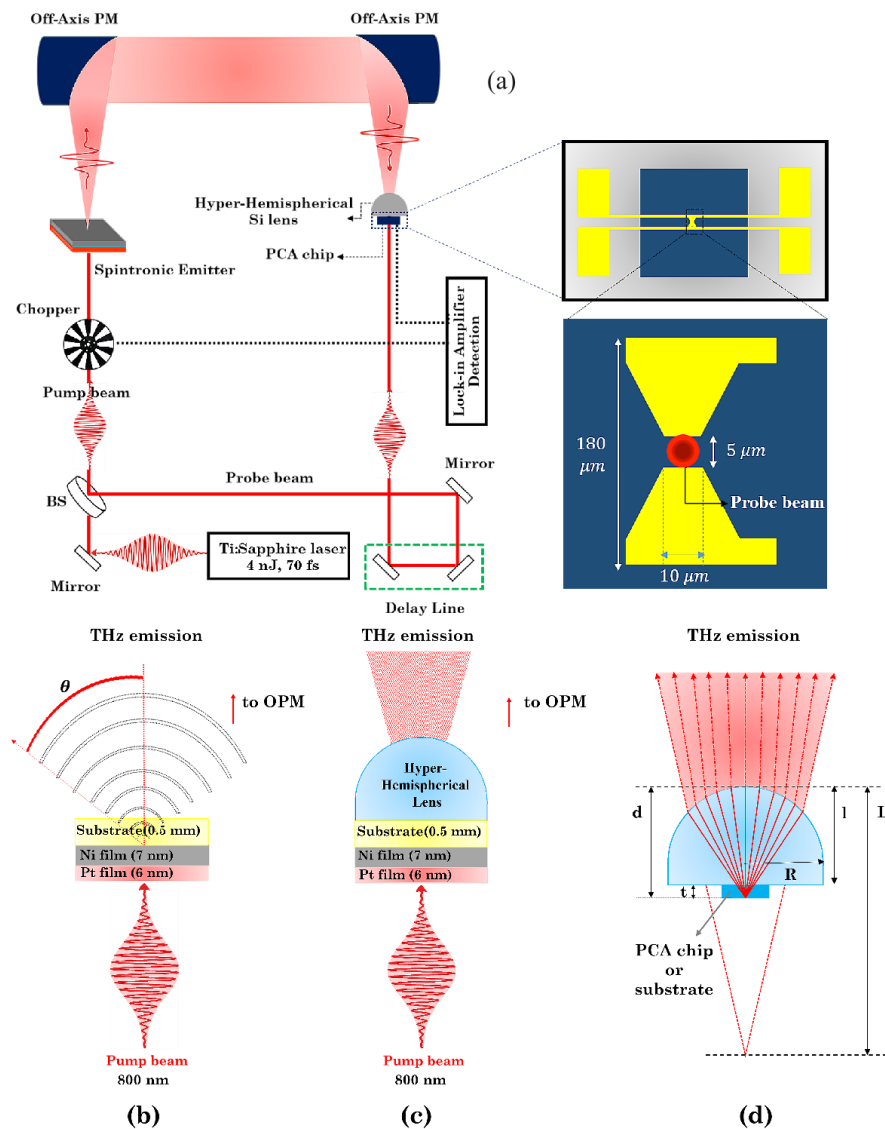 Off-Axis PM
Off-Axis PM
(a)
Hyper-Hemispherical
Si lens
PCA chip
Spintronic Emitter
Chopper
Lock-in Amplifier
Detection
Pump beam
Probe beam
Mirror
BS
Ti:Sapphire laser
4 nJ, 70 fs
Mirror
Delay Line
180
μm
5 μm
Probe beam
10 μm
THz emission
θ
to OPM
Substrate(0.5 mm)
Ni film (7 nm)
Pt film (6 nm)
Pump beam
800 nm
(b)
THz emission
to OPM
Hyper-
Hemispherical
Lens
Substrate(0.5 mm)
Ni film (7 nm)
Pt film (6 nm)
Pump beam
800 nm
(c)
THz emission
d
l
L
R
t
PCA chip
or
substrate
(d)